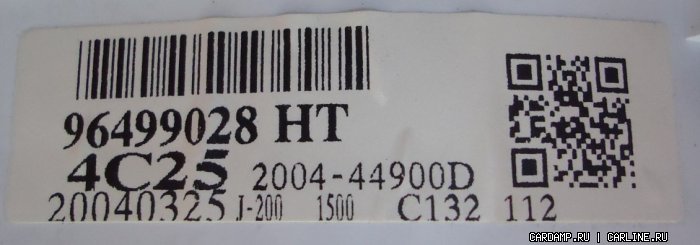 96499028 HT
4C25 2004-44900D
20040325 J-200 1500 C132 112
CARDAMP.RU | CARLINE.RU